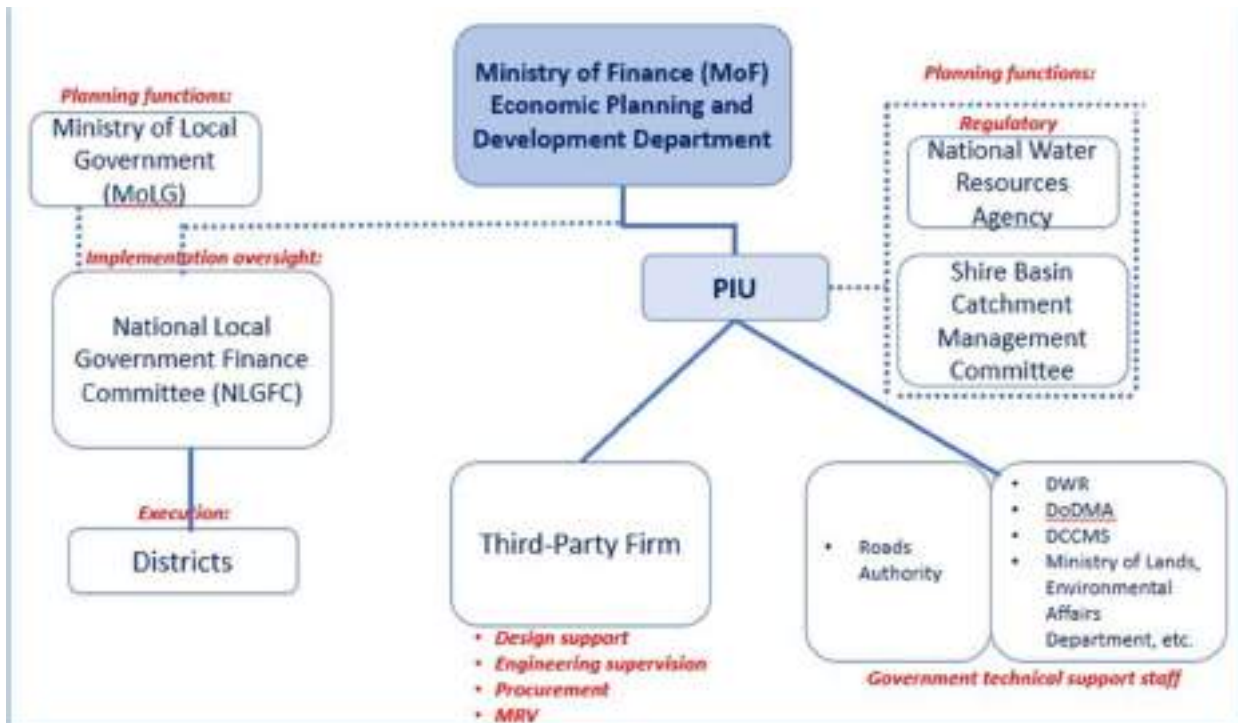 Ministry of Finance (MoF)
Economic Planning and
Development Department
Planning functions:
Ministry of Local
Government
(MoLG)
Planning functions:
Regulatory
National Water
Resources
Agency
Implementation oversight:
National Local
Government Finance
Committee (NLGFC)
PIU
Shire Basin
Catchment
Management
Committee
Execution:
Districts
Third-Party Firm
• Design support
• Engineering supervision
• Procurement
• MRV
• Roads
Authority
• DWR
• DoDMA
• DCCMS
• Ministry of Lands,
Environmental
Affairs
Department, etc.
Government technical support staff